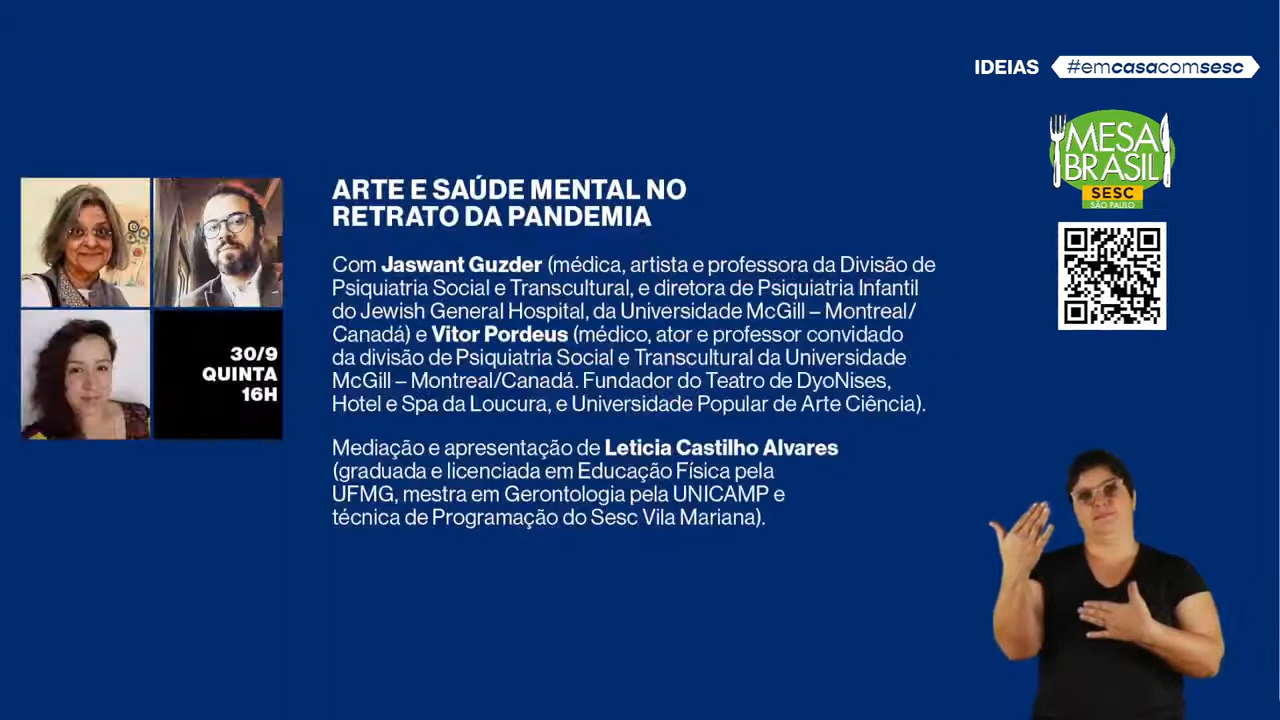 IDEIAS #emcasacomsesc
MESA
BRASIL
SESC
SÃO PAULO
30/9
QUINTA
16H
ARTE E SAÚDE MENTAL NO
RETRATO DA PANDEMIA
Com Jaswant Guzder (médica, artista e professora da Divisão de
Psiquiatria Social e Transcultural, e diretora de Psiquiatria Infantil
do Jewish General Hospital, da Universidade McGill – Montreal/
Canadá) e Vitor Pordeus (médico, ator e professor convidado
da divisão de Psiquiatria Social e Transcultural da Universidade
McGill – Montreal/Canadá. Fundador do Teatro de DyoNises,
Hotel e Spa da Loucura, e Universidade Popular de Arte Ciência).
Mediação e apresentação de Leticia Castilho Alvares
(graduada e licenciada em Educação Física pela
UFMG, mestra em Gerontologia pela UNICAMP e
técnica de Programação do Sesc Vila Mariana).